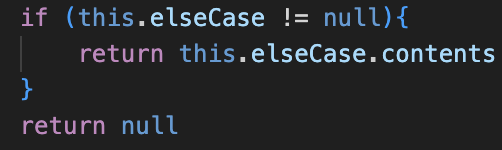 if (this.elseCase != null){
    return this.elseCase.contents
}
return null